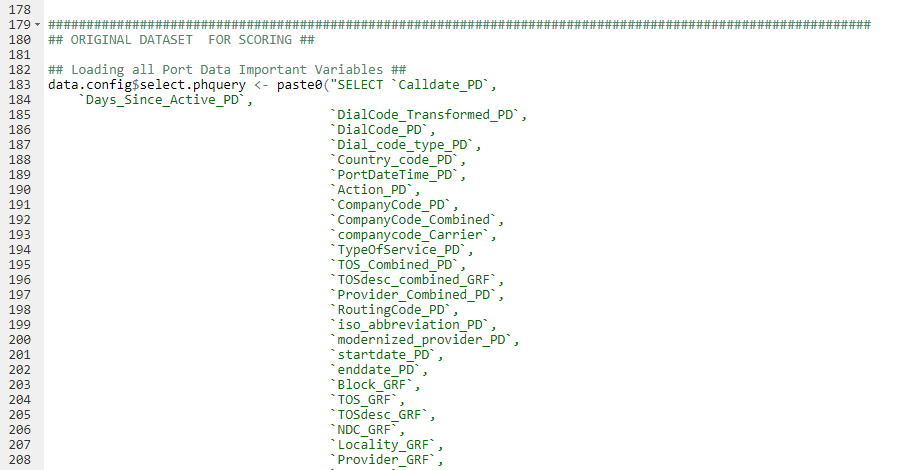 178
179 ##############################################################################################################
180 ## ORIGINAL DATASET  FOR SCORING ##
181
182 ## Loading all Port Data Important Variables ##
183 data.config$select.phquery <- paste0("SELECT `Calldate_PD`,
184     `Days_Since_Active_PD`,
185                                      `DialCode_Transformed_PD`,
186                                      `DialCode_PD`,
187                                      `Dial_code_type_PD`,
188                                      `Country_code_PD`,
189                                      `PortDateTime_PD`,
190                                      `Action_PD`,
191                                      `CompanyCode_PD`,
192                                      `CompanyCode_Combined`,
193                                      `companycode_Carrier`,
194                                      `TypeOfService_PD`,
195                                      `TOS_Combined_PD`,
196                                      `TOSdesc_combined_GRF`,
197                                      `Provider_Combined_PD`,
198                                      `RoutingCode_PD`,
199                                      `iso_abbreviation_PD`,
200                                      `modernized_provider_PD`,
201                                      `startdate_PD`,
202                                      `enddate_PD`,
203                                      `Block_GRF`,
204                                      `TOS_GRF`,
205                                      `TOSdesc_GRF`,
206                                      `NDC_GRF`,
207                                      `Locality_GRF`,
208                                      `Provider_GRF`,